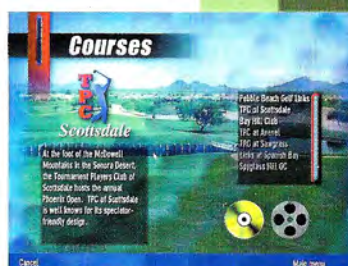 Courses
TPC
Scottsdale
At the foot of the McDowell
Mountains in the Sonora Desert,
the Tournament Players Club of
Scottsdale hosts the annual
Phoenix Open. TPC of Scottsdale
is well known for its spectator-
friendly design.
Pebble Beach Golf Links
TPC of Scottsdale
Bay Hill Club
TPC at Avenel
TPC at Sawgrass
Links at Spanish Bay
Spyglass Hill GC
Cancel
Main menu